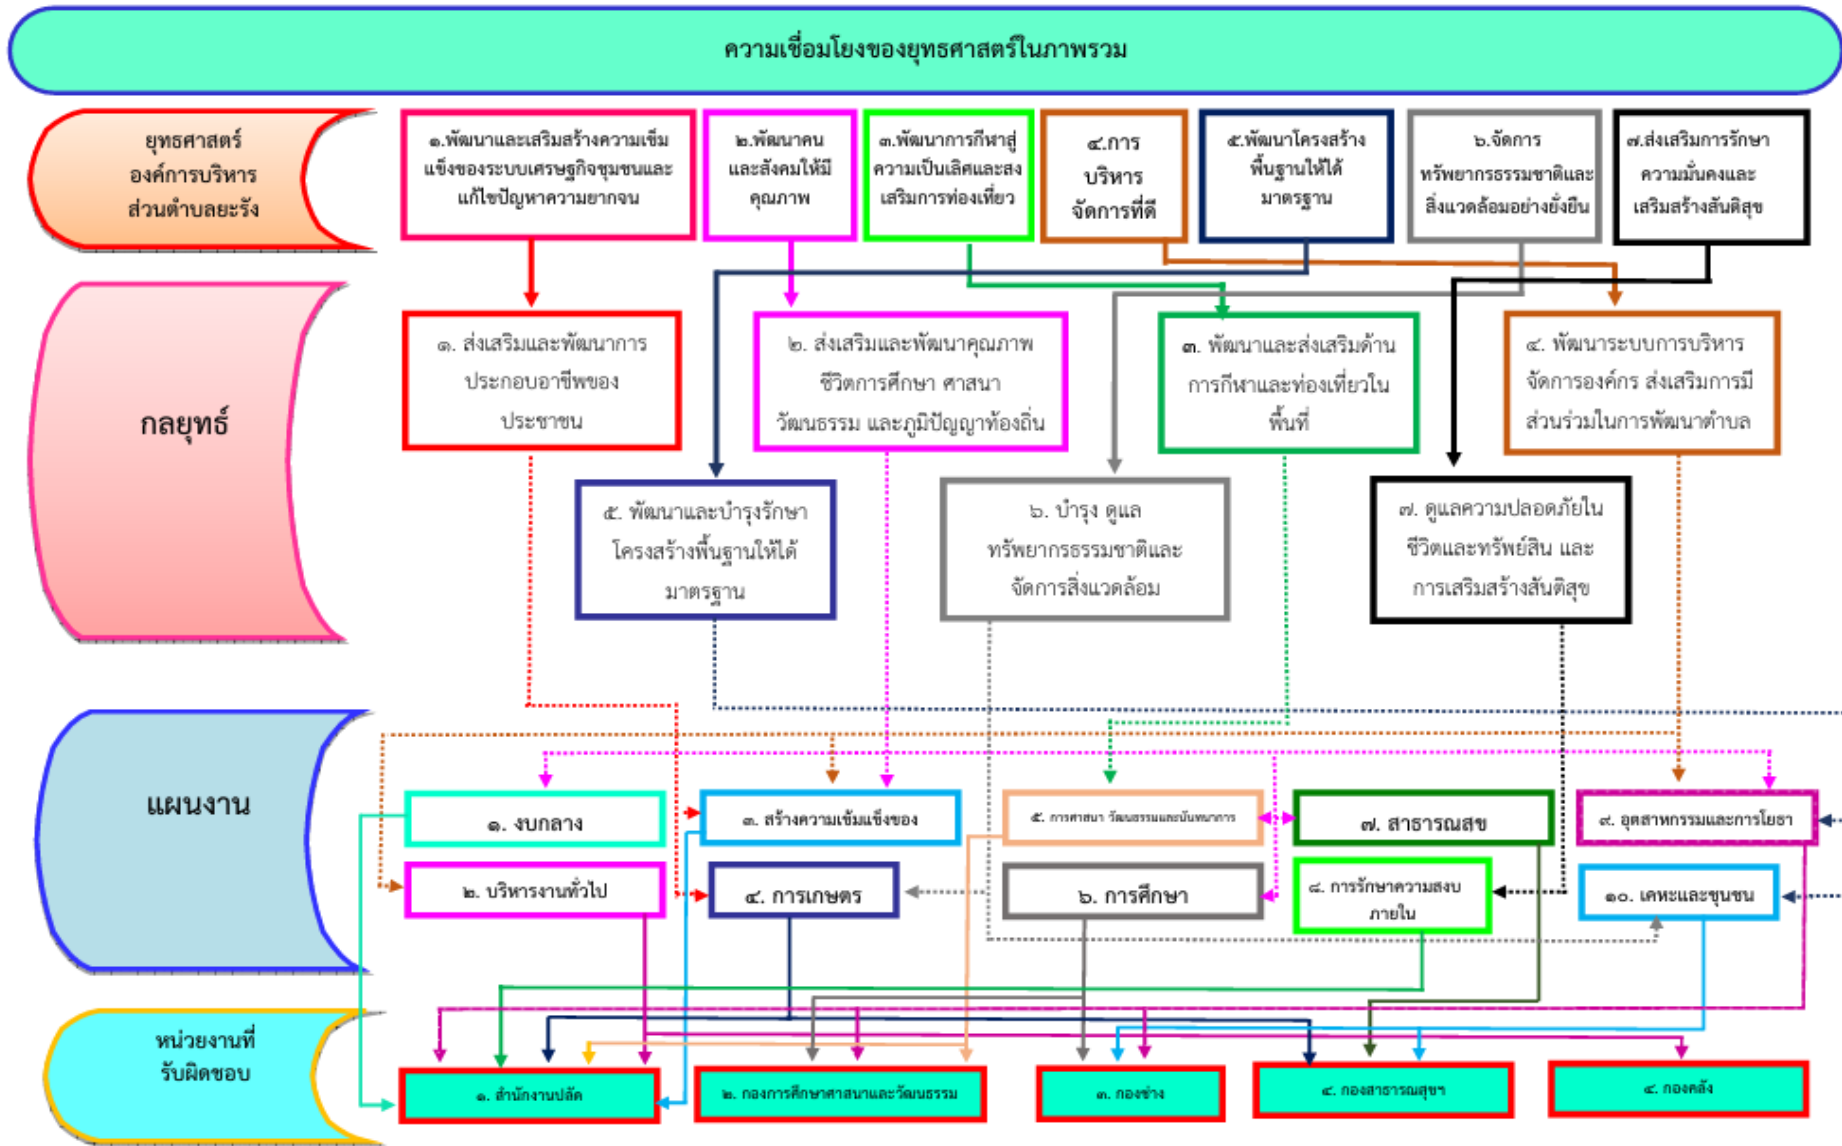 ความเชื่อมโยงของยุทธศาสตร์ในภาพรวม
ยุทธศาสตร์
องค์การบริหาร
ส่วนตำบลยะรัง
๑.พัฒนาและเสริมสร้างความเข้ม
แข็งของระบบเศรษฐกิจชุมชนและ
แก้ไขปัญหาความยากจน
๒.พัฒนาคน
และสังคมให้มี
คุณภาพ
๓.พัฒนาการกีฬาสู่
ความเป็นเลิศและสง
เสริมการท่องเที่ยว
๔.การ
บริหาร
จัดการที่ดี
๕.พัฒนาโครงสร้าง
พื้นฐานให้ได้
มาตรฐาน
๖.จัดการ
ทรัพยากรธรรมชาติและ
สิ่งแวดล้อมอย่างยั่งยืน
๗.ส่งเสริมการรักษา
ความมั่นคงและ
เสริมสร้างสันติสุข
กลยุทธ์
๑. ส่งเสริมและพัฒนาการ
ประกอบอาชีพของ
ประชาชน
๒. ส่งเสริมและพัฒนาคุณภาพ
ชีวิตการศึกษา ศาสนา
วัฒนธรรม และภูมิปัญญาท้องถิ่น
๓. พัฒนาและส่งเสริมด้าน
การกีฬาและท่องเที่ยวใน
พื้นที่
๔. พัฒนาระบบการบริหาร
จัดการองค์กร ส่งเสริมการมี
ส่วนร่วมในการพัฒนาตำบล
๕. พัฒนาและบำรุงรักษา
โครงสร้างพื้นฐานให้ได้
มาตรฐาน
๖. บำรุง ดูแล
ทรัพยากรธรรมชาติและ
จัดการสิ่งแวดล้อม
๗. ดูแลความปลอดภัยใน
ชีวิตและทรัพย์สิน และ
การเสริมสร้างสันติสุข
แผนงาน
๑. งบกลาง
๓. สร้างความเข้มแข็งของ
๕. การศาสนา วัฒนธรรมและนันทนาการ
๗. สาธารณสุข
๙. อุตสาหกรรมและการโยธา
๒. บริหารงานทั่วไป
๔. การเกษตร
๖. การศึกษา
๘. การรักษาความสงบ
ภายใน
๑๐. เคหะและชุมชน
หน่วยงานที่
รับผิดชอบ
๑. สำนักงานปลัด
๒. กองการศึกษาศาสนาและวัฒนธรรม
๓. กองช่าง
๔. กองสาธารณสุขฯ
๔. กองคลัง